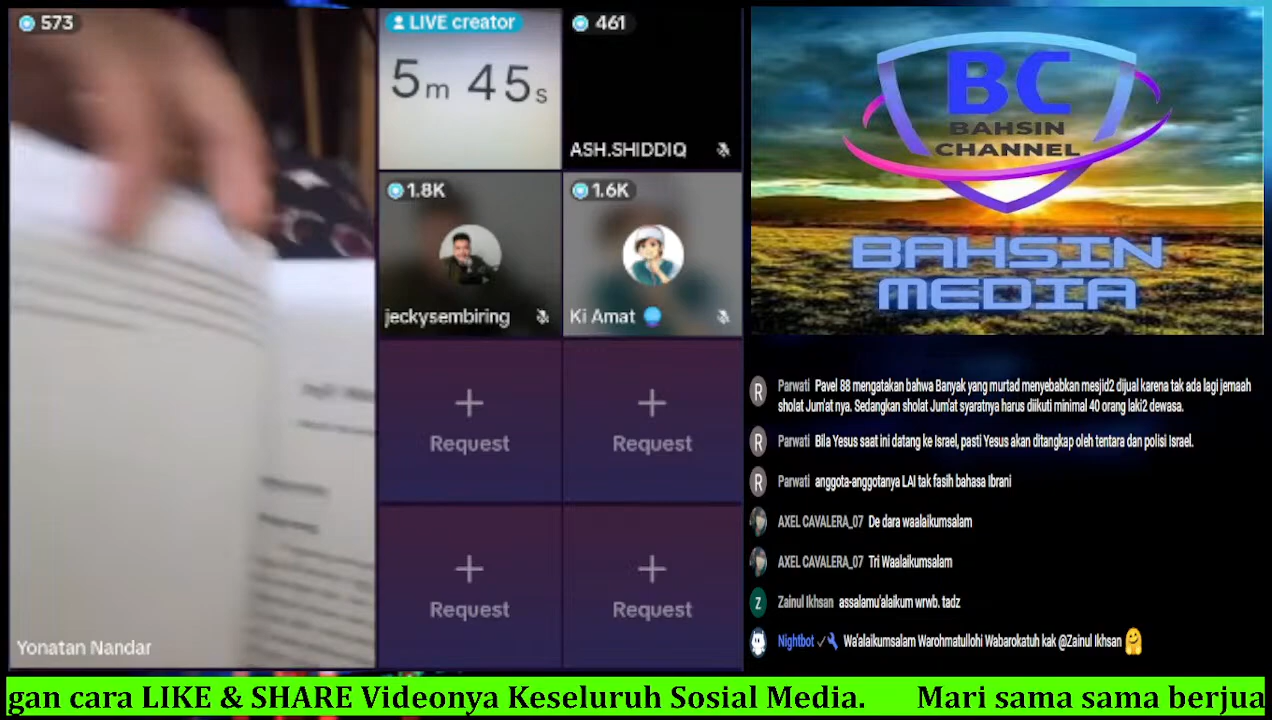 573
LIVE creator
5m 45s
461
ASH.SHIDDIQ
1.8K
jeckysembiring
1.6K
Ki Amat
+
Request
+
Request
+
Request
+
Request
Yonatan Nandar
BC
BAHSIN
CHANNEL
BAHSIN
MEDIA
R Parwati Pavel 88 mengatakan bahwa Banyak yang murtad menyebabkan mesjid2 dijual karena tak ada lagi jemaah
sholat Jum'at nya. Sedangkan sholat Jum'at syaratnya harus diikuti minimal 40 orang laki2 dewasa.
R Parwati Bila Yesus saat ini datang ke Israel, pasti Yesus akan ditangkap oleh tentara dan polisi Israel.
R Parwati anggota-anggotanya LAI tak fasih bahasa Ibrani
AXEL CAVALERA_07 De dara waalaikumsalam
AXEL CAVALERA_07 Tri Waalaikumsalam
Z Zainul Ikhsan assalamu'alaikum wrwb. tadz
Nightbot ✓ Wa'alaikumsalam Warohmatullohi Wabarokatuh kak @Zainul Ikhsan 🤗
gan cara LIKE & SHARE Videonya Keseluruh Sosial Media. Mari sama sama berjua